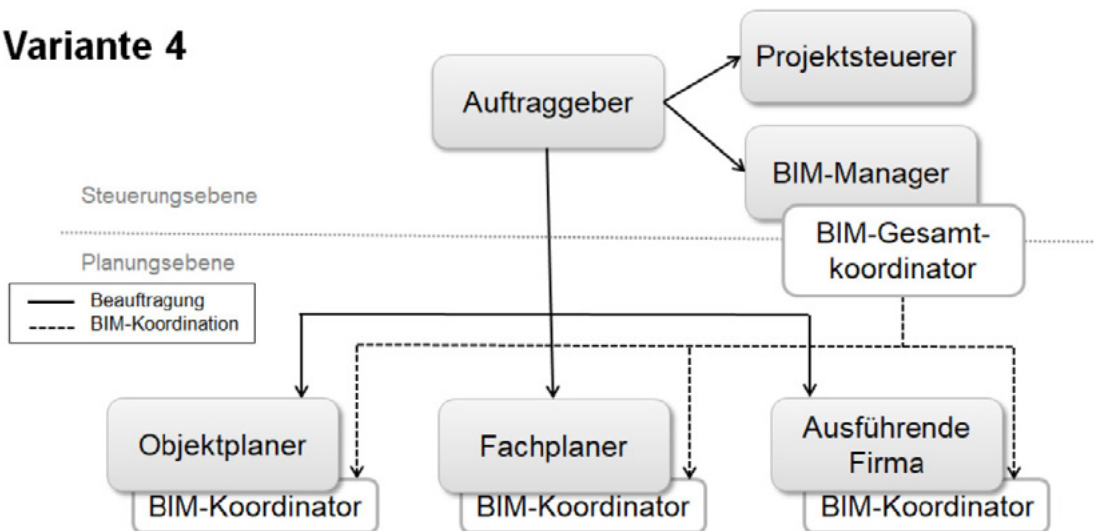 Variante 4
Auftraggeber
Projektsteuerer
BIM-Manager
Steuerungsebene
BIM-Gesamt-
koordinator
Planungsebene
Beauftragung
BIM-Koordination
Objektplaner
BIM-Koordinator
Fachplaner
BIM-Koordinator
Ausführende
Firma
BIM-Koordinator